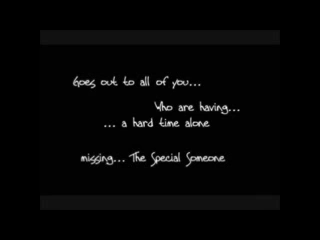 Goes out to all of you...
Who are having...
... a hard time alone
missing... The Special Someone